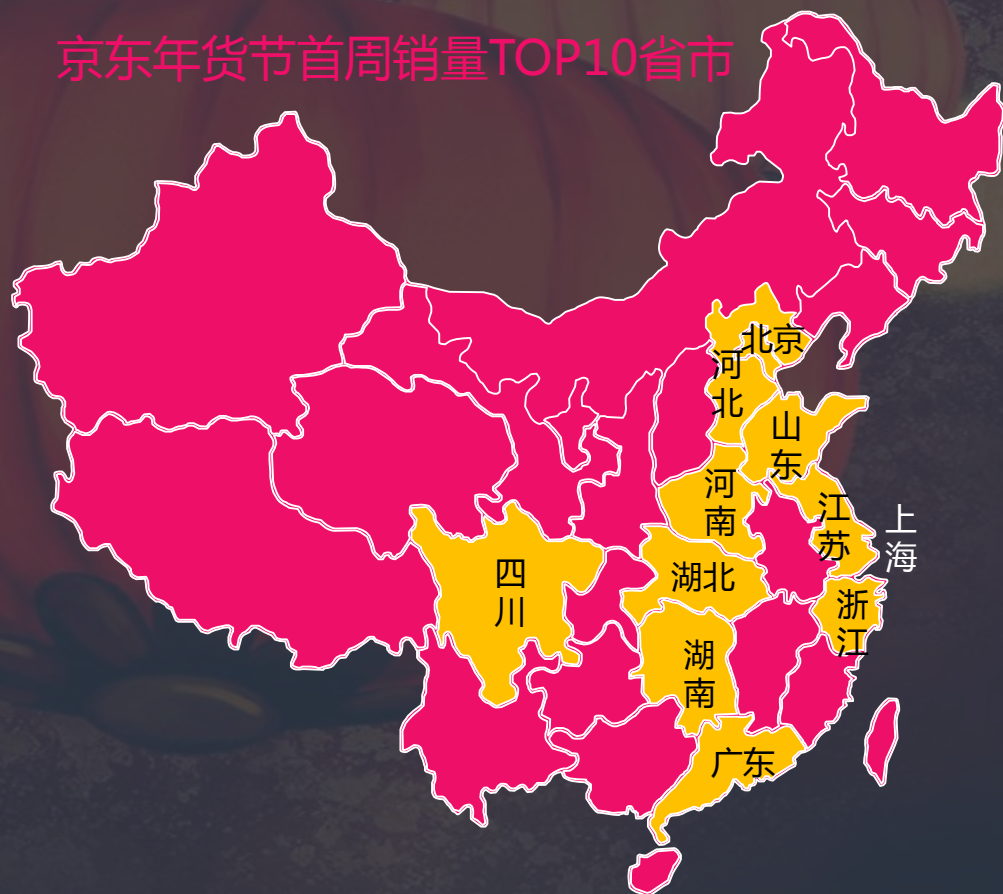 京东年货节首周销量TOP10省市
北京
河
北
山
东
河
南
江
苏
上
海
四
川
湖北
浙
江
湖
南
广东